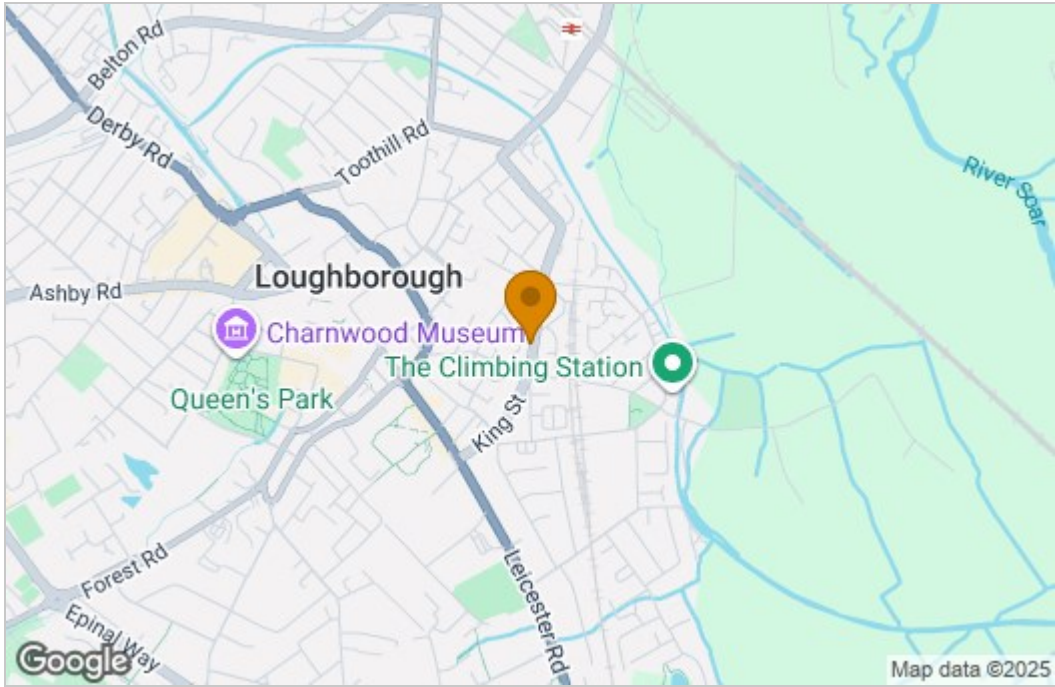 Belton Rd
Derby Rd
Toothill Rd
River Soar
Loughborough
Ashby Rd
Charnwood Museum
The Climbing Station
Queen's Park
King St
Forest Rd
Leicester Rd
Epinal Way
Google
Map data ©2025